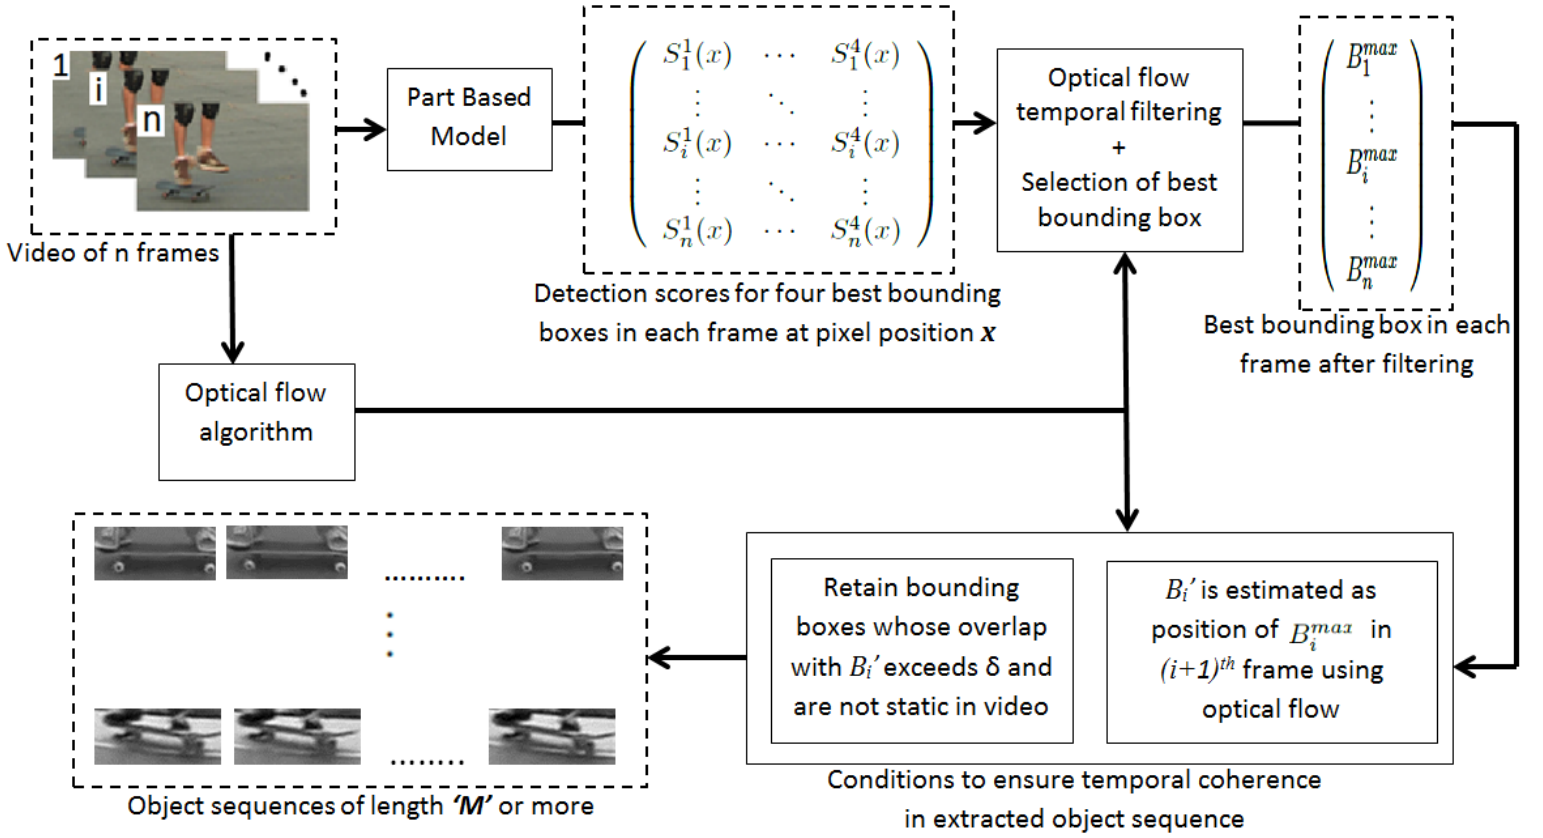 1
i
n
Video of n frames
Part Based
Model
S_1^1(x) ⋯ S_1^4(x)
⋮ ⋱ ⋮
S_i^1(x) ⋯ S_i^4(x)
⋮ ⋱ ⋮
S_n^1(x) ⋯ S_n^4(x)
Detection scores for four best bounding
boxes in each frame at pixel position x
Optical flow
temporal filtering
+
Selection of best
bounding box
B_1^{max}
⋮
B_i^{max}
⋮
B_n^{max}
Best bounding box in each
frame after filtering
Optical flow
algorithm
Retain bounding
boxes whose overlap
with B_i' exceeds δ and
are not static in video
B_i' is estimated as
position of B_i^{max} in
(i+1)^{th} frame using
optical flow
Conditions to ensure temporal coherence
in extracted object sequence
..........
.........
Object sequences of length 'M' or more